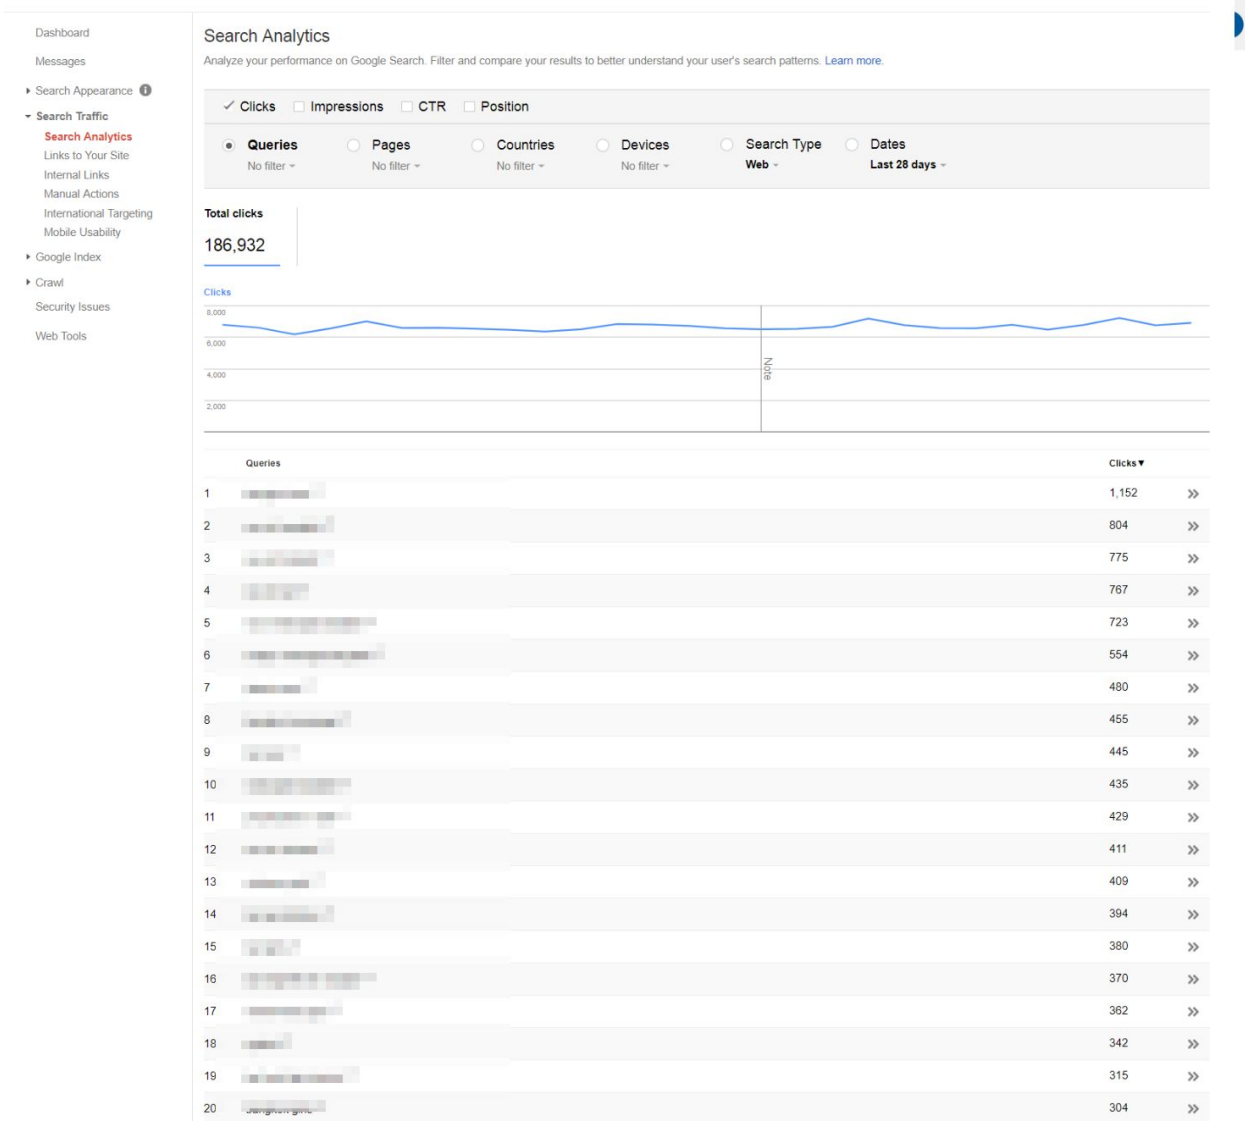 Dashboard
Messages
Search Appearance
Search Traffic
Search Analytics
Links to Your Site
Internal Links
Manual Actions
International Targeting
Mobile Usability
Google Index
Crawl
Security Issues
Web Tools
Search Analytics
Analyze your performance on Google Search. Filter and compare your results to better understand your user's search patterns. Learn more.
Clicks Impressions CTR Position
Queries Pages Countries Devices Search Type Dates
No filter No filter No filter No filter Web Last 28 days
Total clicks
186,932
Clicks
8,000
6,000
4,000
2,000
Note
Queries Clicks▼
1 1,152 »
2 804 »
3 775 »
4 767 »
5 723 »
6 554 »
7 480 »
8 455 »
9 445 »
10 435 »
11 429 »
12 411 »
13 409 »
14 394 »
15 380 »
16 370 »
17 362 »
18 342 »
19 315 »
20 304 »